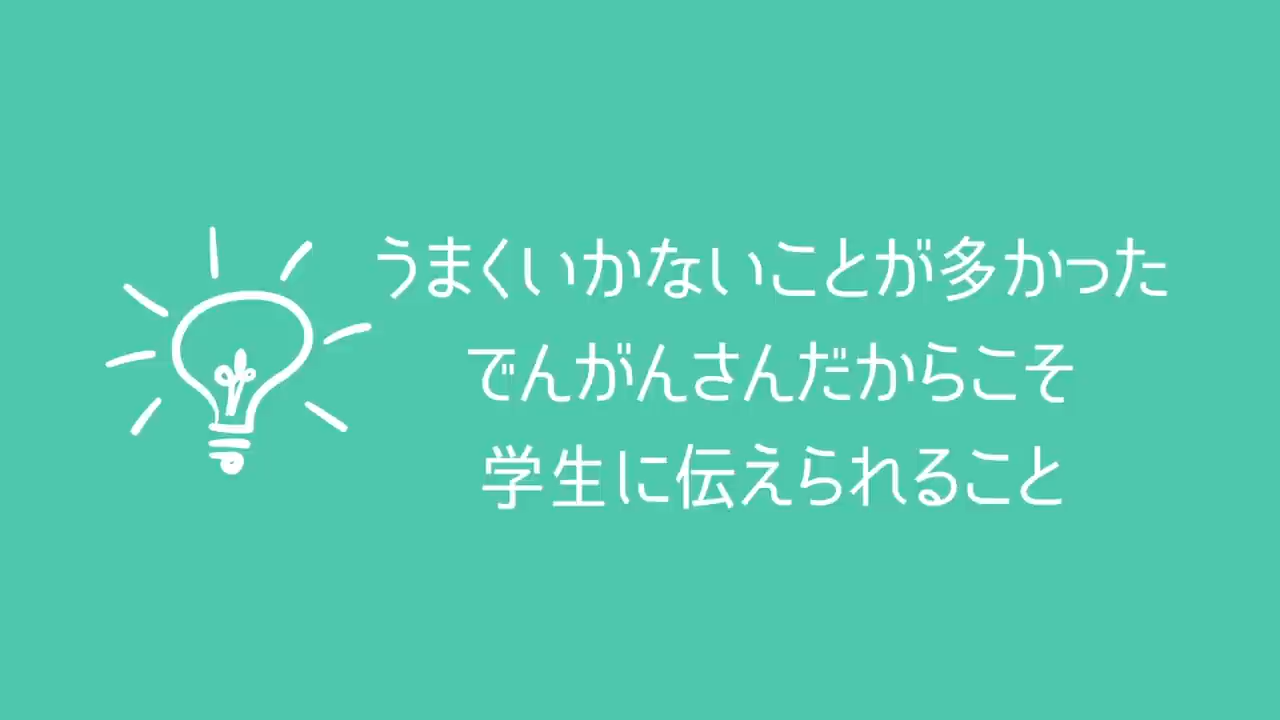 うまくいかないことが多かった
でんがんさんだからこそ
学生に伝えられること